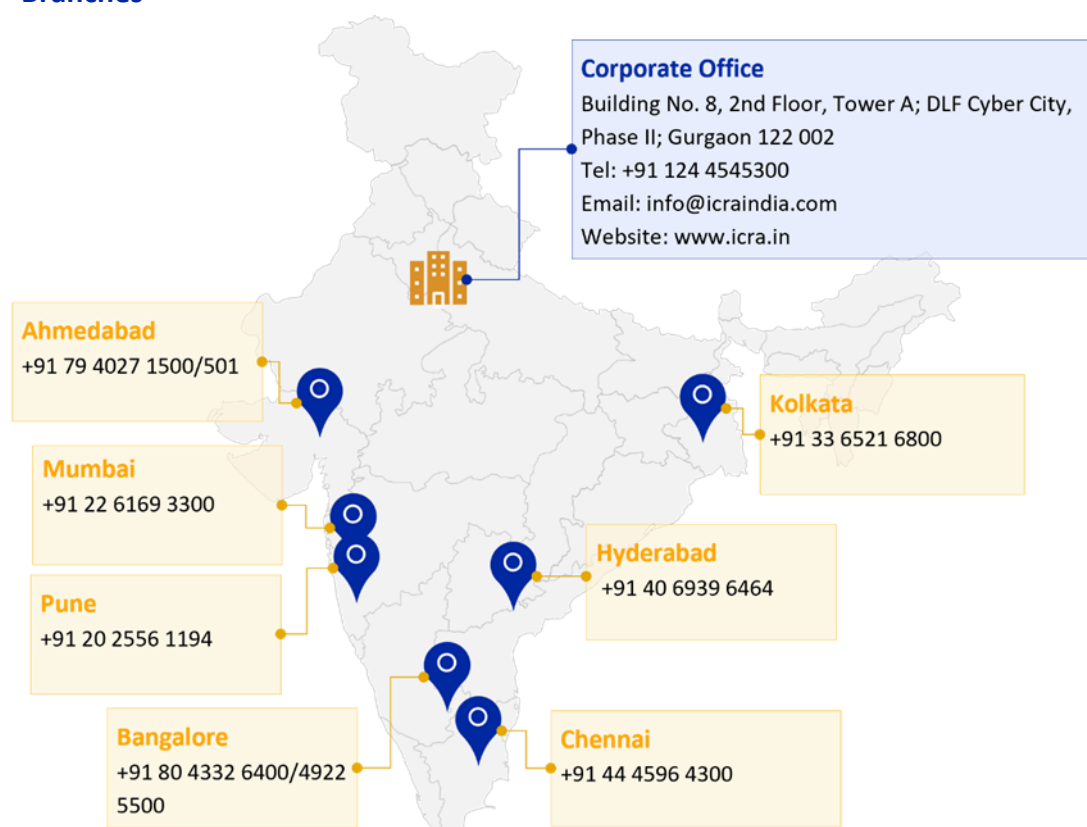 Branches
Corporate Office
Building No. 8, 2nd Floor, Tower A; DLF Cyber City,
Phase II; Gurgaon 122 002
Tel: +91 124 4545300
Email: info@icraindia.com
Website: www.icra.in
Ahmedabad
+91 79 4027 1500/501
Kolkata
+91 33 6521 6800
Mumbai
+91 22 6169 3300
Hyderabad
+91 40 6939 6464
Pune
+91 20 2556 1194
Bangalore
+91 80 4332 6400/4922
5500
Chennai
+91 44 4596 4300